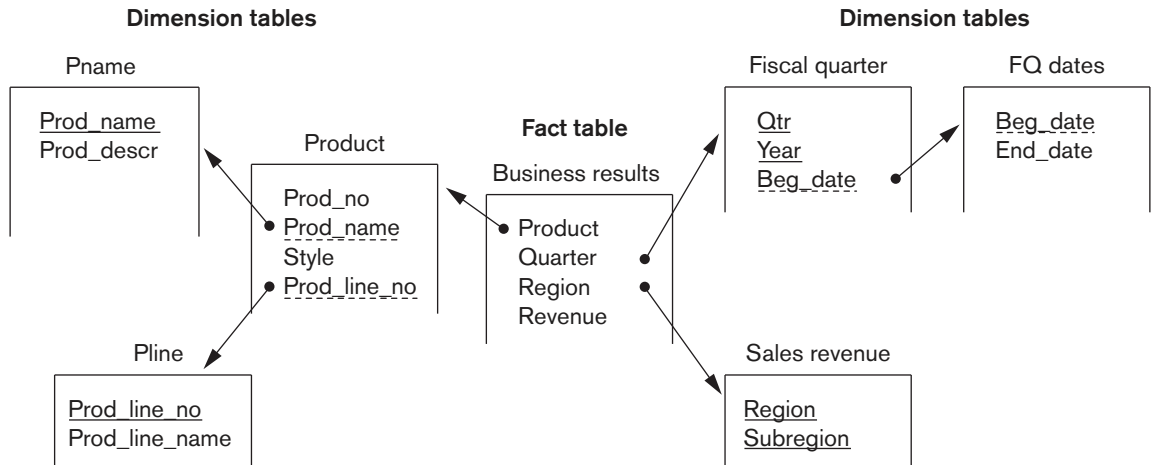 Dimension tables
Dimension tables
Pname
Prod_name
Prod_descr
Product
Prod_no
Prod_name
Style
Prod_line_no
Pline
Prod_line_no
Prod_line_name
Fact table
Business results
Product
Quarter
Region
Revenue
Fiscal quarter
Qtr
Year
Beg_date
FQ dates
Beg_date
End_date
Sales revenue
Region
Subregion